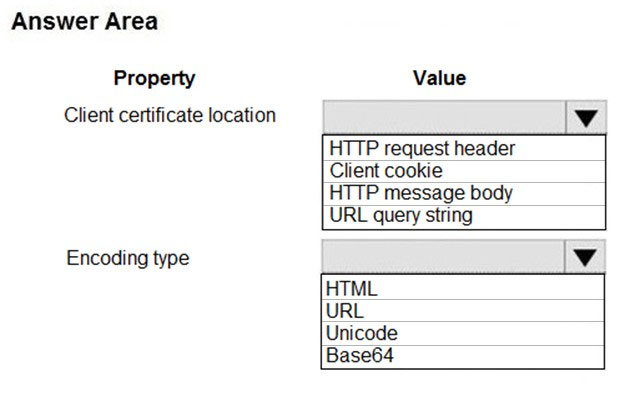 Answer Area
Property Value
Client certificate location
HTTP request header
Client cookie
HTTP message body
URL query string
Encoding type
HTML
URL
Unicode
Base64